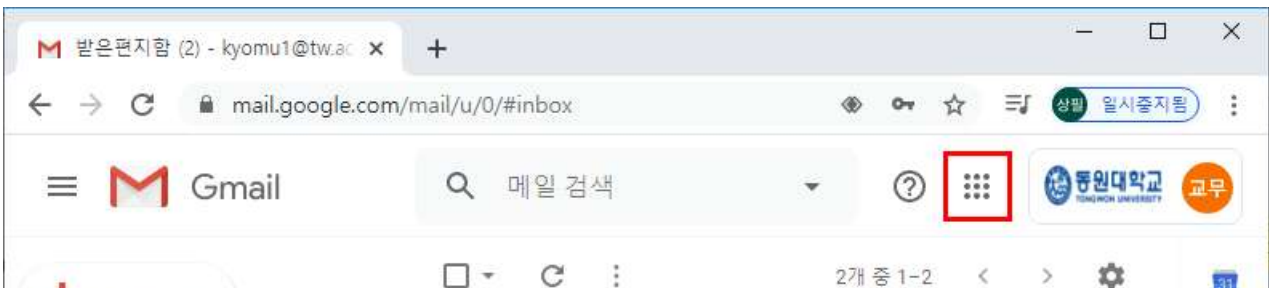 받은편지함 (2) - kyomu1@tw.ac
mail.google.com/mail/u/0/#inbox 상필 일시중지됨
Gmail 메일 검색 동원대학교 교무
TONGWON UNIVERSITY
2개 중 1-2 31